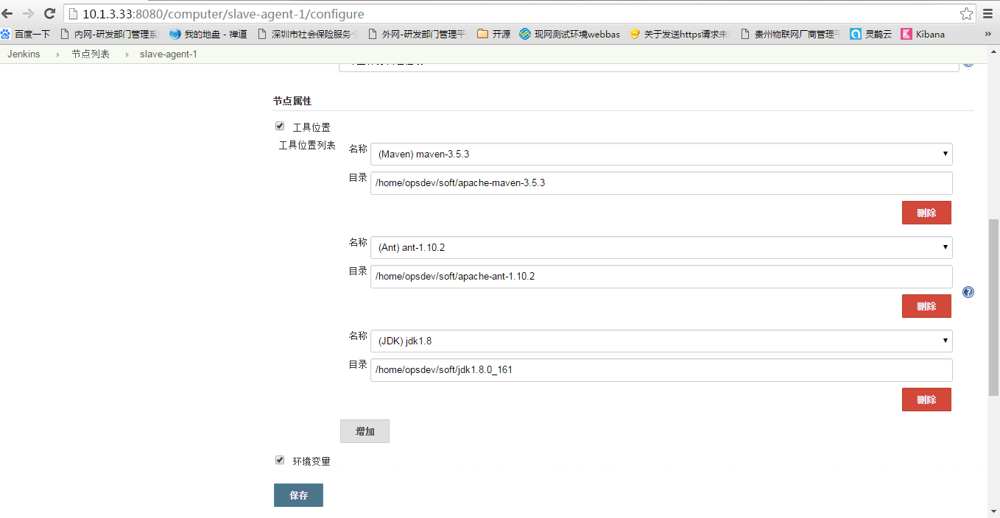 10.1.3.33:8080/computer/slave-agent-1/configure
百度一下 内网-研发部门管理系 我的地盘 - 禅道 深圳市社会保险服务 外网-研发部门管理平 开源 现网测试环境webbas 关于发送https请求未 贵州物联网厂商管理平 灵鹊云 Kibana »
Jenkins 节点列表 slave-agent-1
节点属性
工具位置
工具位置列表
名称 (Maven) maven-3.5.3
目录 /home/opsdev/soft/apache-maven-3.5.3
删除
名称 (Ant) ant-1.10.2
目录 /home/opsdev/soft/apache-ant-1.10.2
删除
名称 (JDK) jdk1.8
目录 /home/opsdev/soft/jdk1.8.0_161
删除
增加
环境变量
保存